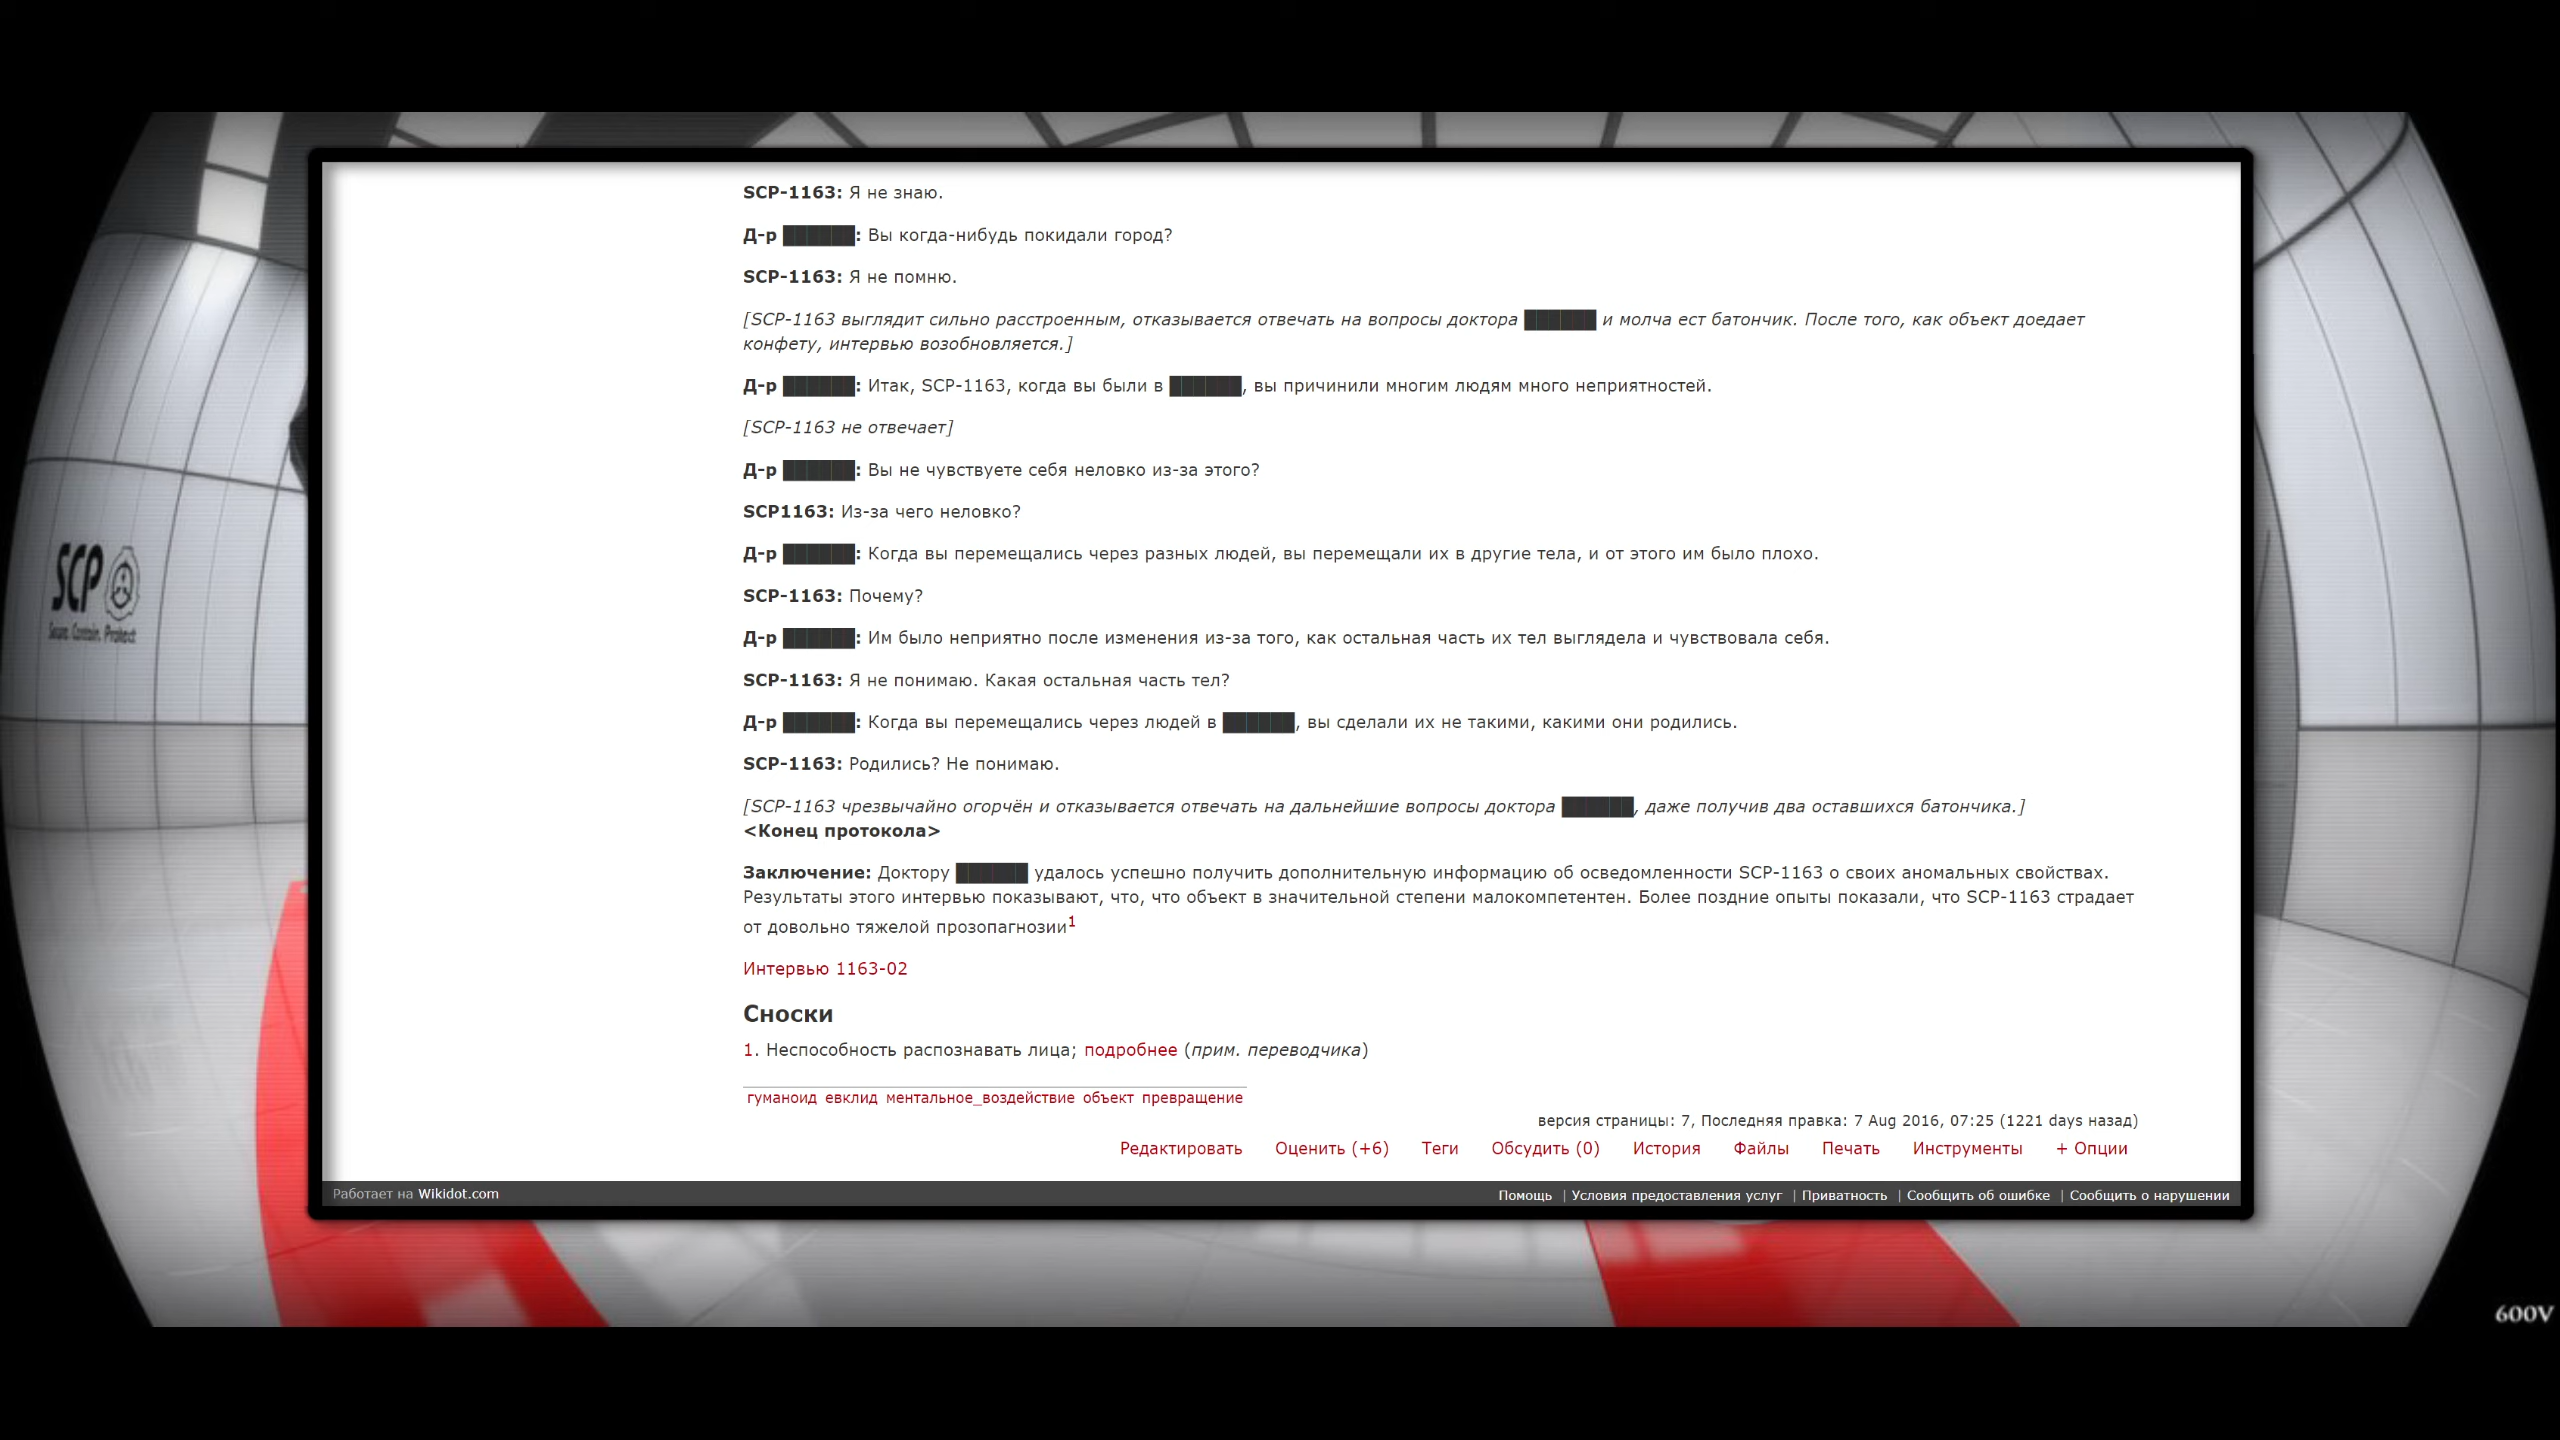 SCP-1163: Я не знаю.
Д-р ██████: Вы когда-нибудь покидали город?
SCP-1163: Я не помню.
[SCP-1163 выглядит сильно расстроенным, отказывается отвечать на вопросы доктора ██████ и молча ест батончик. После того, как объект доедает
конфету, интервью возобновляется.]
Д-р ██████: Итак, SCP-1163, когда вы были в ██████, вы причинили многим людям много неприятностей.
[SCP-1163 не отвечает]
Д-р ██████: Вы не чувствуете себя неловко из-за этого?
SCP1163: Из-за чего неловко?
Д-р ██████: Когда вы перемещались через разных людей, вы перемещали их в другие тела, и от этого им было плохо.
SCP-1163: Почему?
Д-р ██████: Им было неприятно после изменения из-за того, как остальная часть их тел выглядела и чувствовала себя.
SCP-1163: Я не понимаю. Какая остальная часть тел?
Д-р ██████: Когда вы перемещались через людей в ██████, вы сделали их не такими, какими они родились.
SCP-1163: Родились? Не понимаю.
[SCP-1163 чрезвычайно огорчён и отказывается отвечать на дальнейшие вопросы доктора ██████, даже получив два оставшихся батончика.]
<Конец протокола>
Заключение: Доктору ██████ удалось успешно получить дополнительную информацию об осведомленности SCP-1163 о своих аномальных свойствах.
Результаты этого интервью показывают, что, что объект в значительной степени малокомпетентен. Более поздние опыты показали, что SCP-1163 страдает
от довольно тяжелой прозопагнозии1
Интервью 1163-02
Сноски
1. Неспособность распознавать лица; подробнее (прим. переводчика)
гуманоид евклид ментальное_воздействие объект превращение
версия страницы: 7, Последняя правка: 7 Aug 2016, 07:25 (1221 days назад)
Редактировать Оценить (+6) Теги Обсудить (0) История Файлы Печать Инструменты + Опции
Работает на Wikidot.com
Помощь | Условия предоставления услуг | Приватность | Сообщить об ошибке | Сообщить о нарушении
SCP
Secure. Contain. Protect
600V